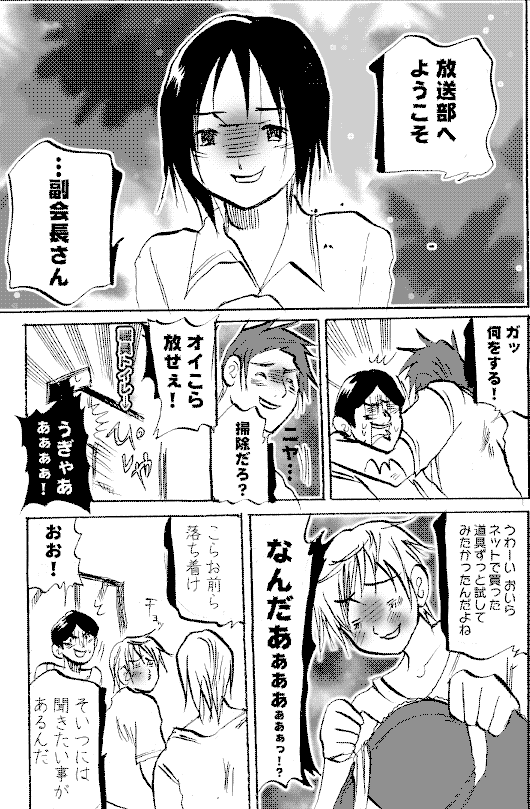 放送部へ
ようこそ
…副会長さん
ガッ
何をする！
ニヤ…
掃除だろ？
オイこら
放せぇ！
職員トイレ
うぎゃあ
あぁぁぁ！
うわーい おいら
ネットで買った
道具ずっと試して
みたかったんだよね
なんだあぁぁぁぁぁぁっ！？
こらお前ら
落ち着け
おお！
そいつには
聞きたい事が
あるんだ